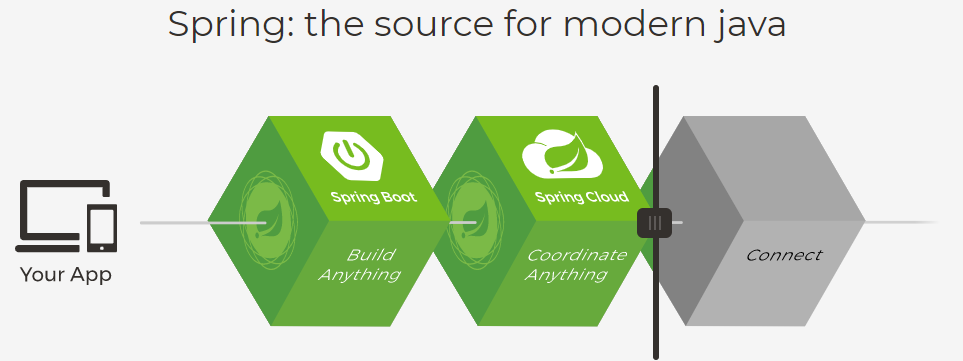 Spring: the source for modern java
Spring Boot
Spring Cloud
Build
Anything
Coordinate
Anything
Connect
Your App